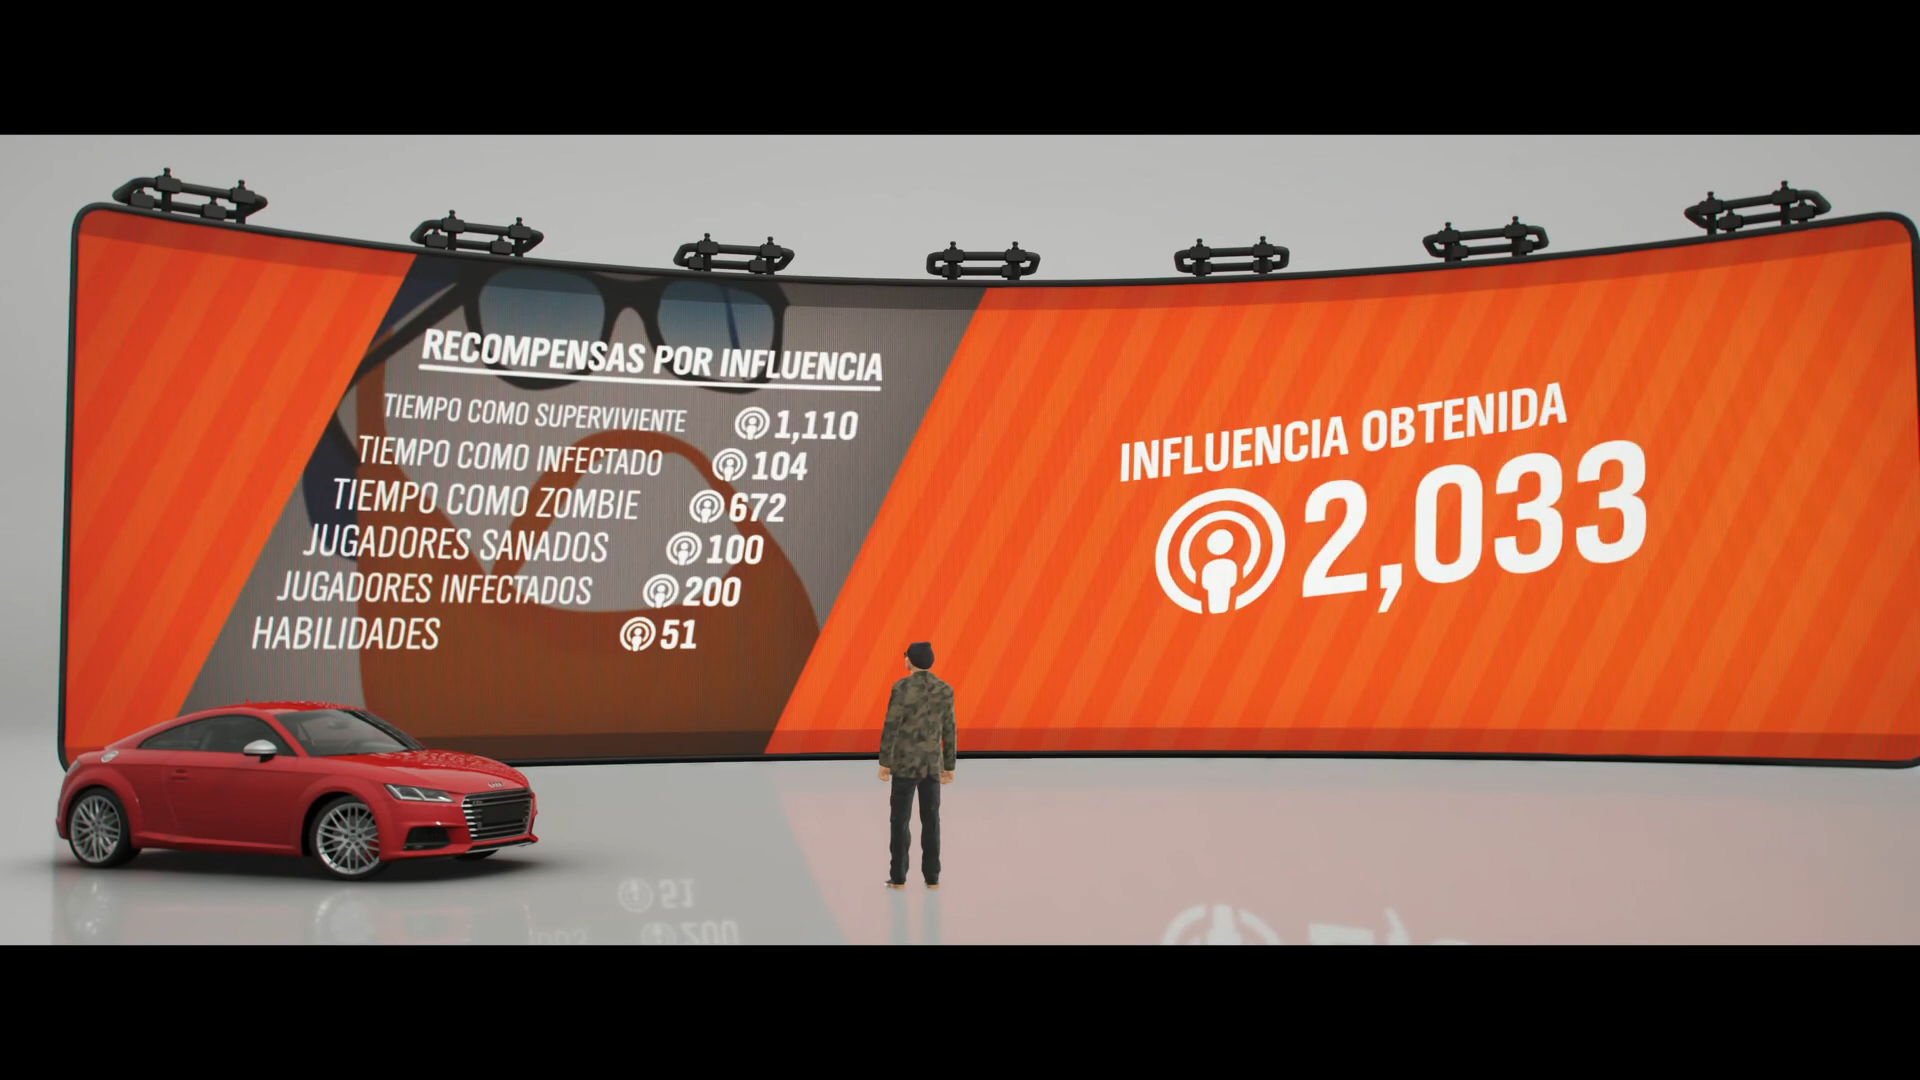 RECOMPENSAS POR INFLUENCIA
TIEMPO COMO SUPERVIVIENTE 1,110
TIEMPO COMO INFECTADO 104
TIEMPO COMO ZOMBIE 672
JUGADORES SANADOS 100
JUGADORES INFECTADOS 200
HABILIDADES 51
INFLUENCIA OBTENIDA
2,033